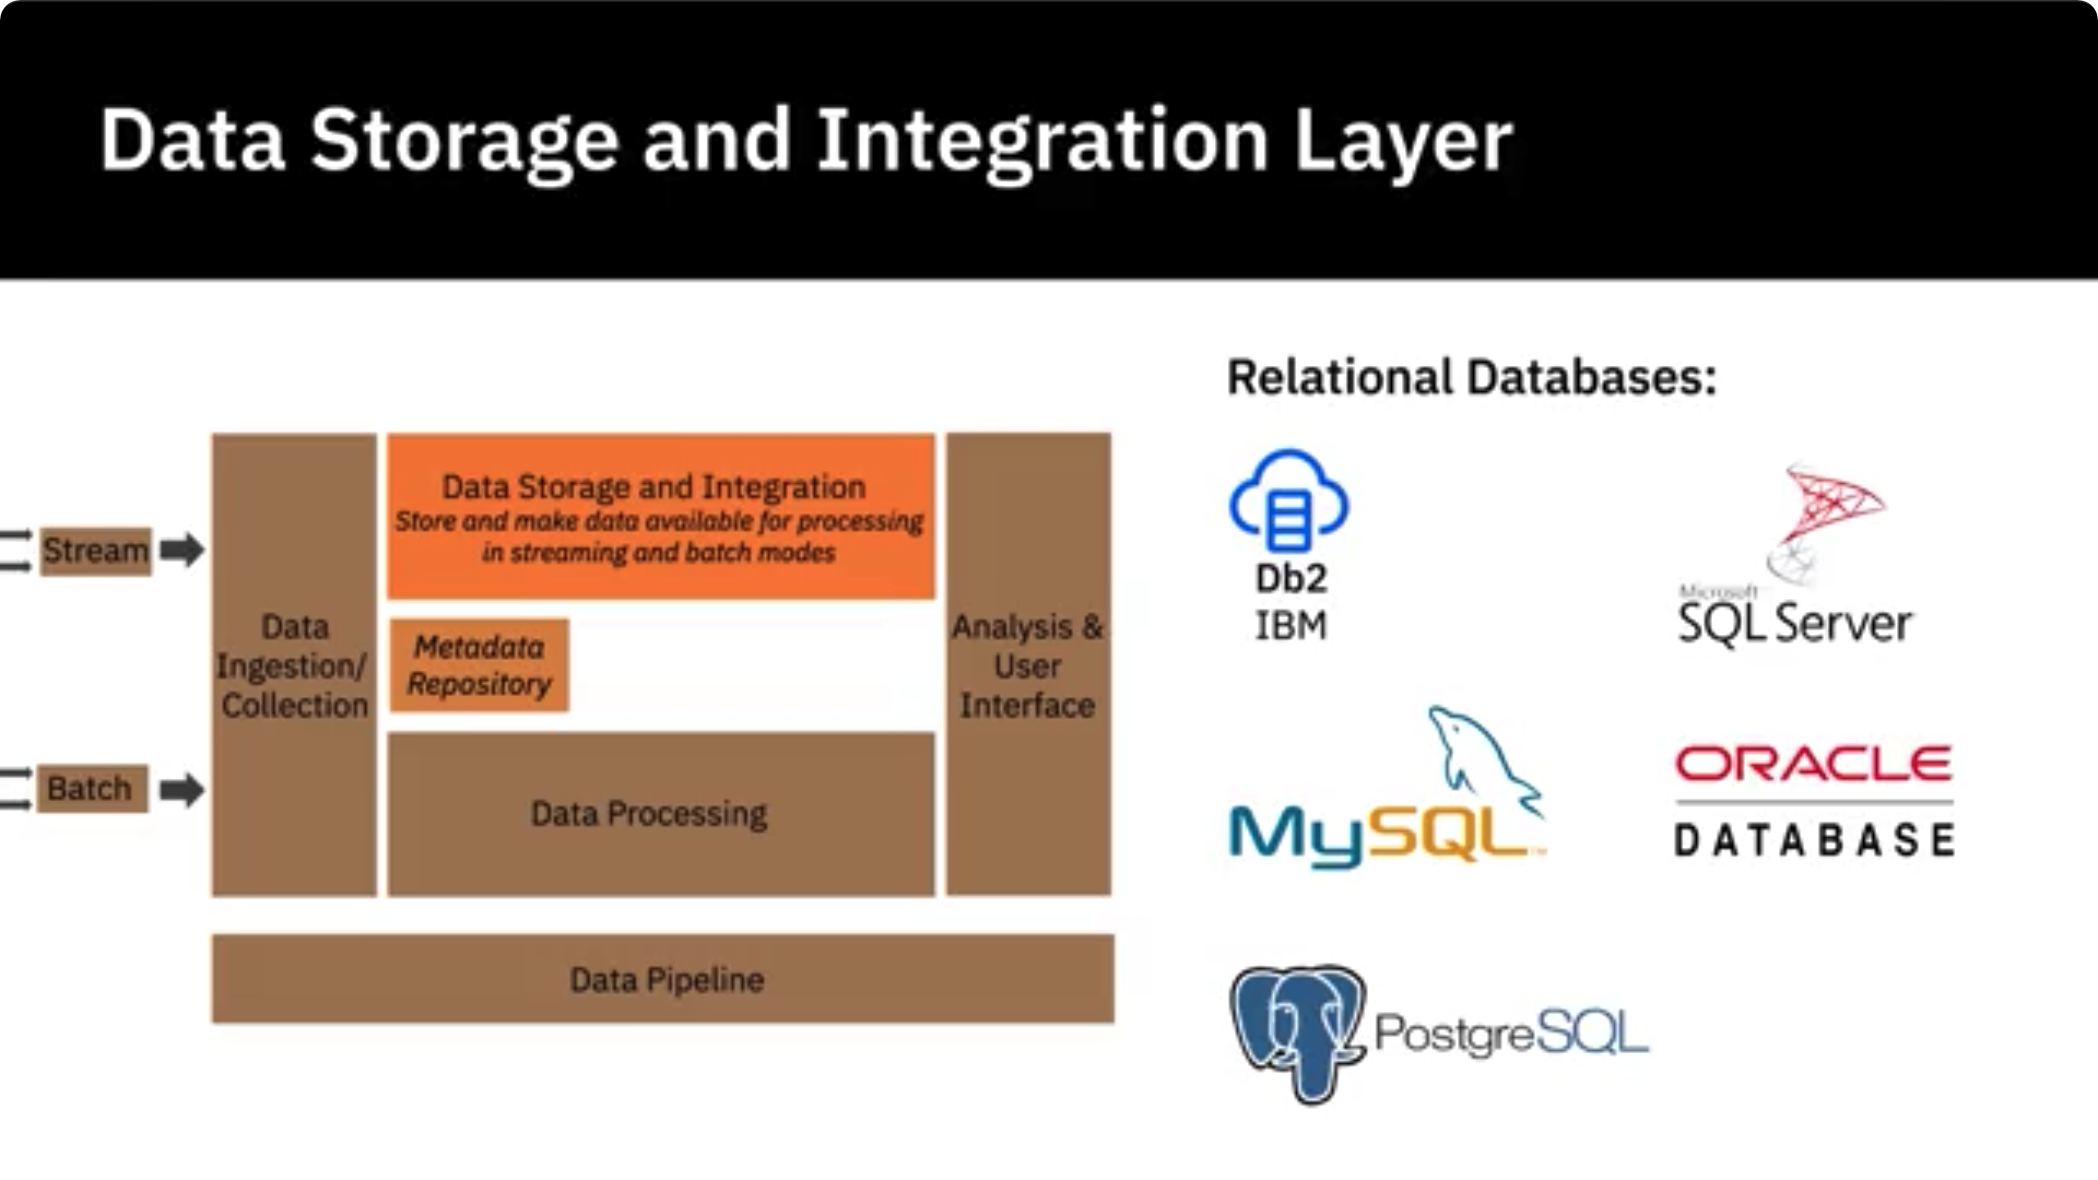 Data Storage and Integration Layer
Stream
Batch
Data
Ingestion/
Collection
Data Storage and Integration
Store and make data available for processing
in streaming and batch modes
Metadata
Repository
Data Processing
Analysis &
User
Interface
Data Pipeline
Relational Databases:
Db2
IBM
Microsoft
SQL Server
MySQL™
ORACLE
DATABASE
PostgreSQL